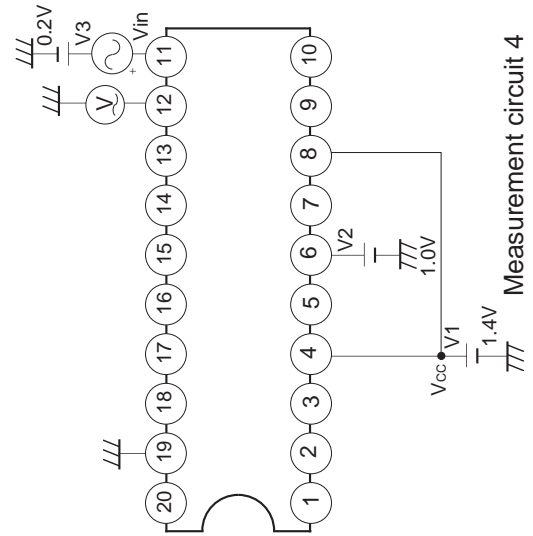 0.2V
V3
Vin
+
V
20 19 18 17 16 15 14 13 12 11
1 2 3 4 5 6 7 8 9 10
V2
1.0V
Vcc
V1
1.4V
Measurement circuit 4